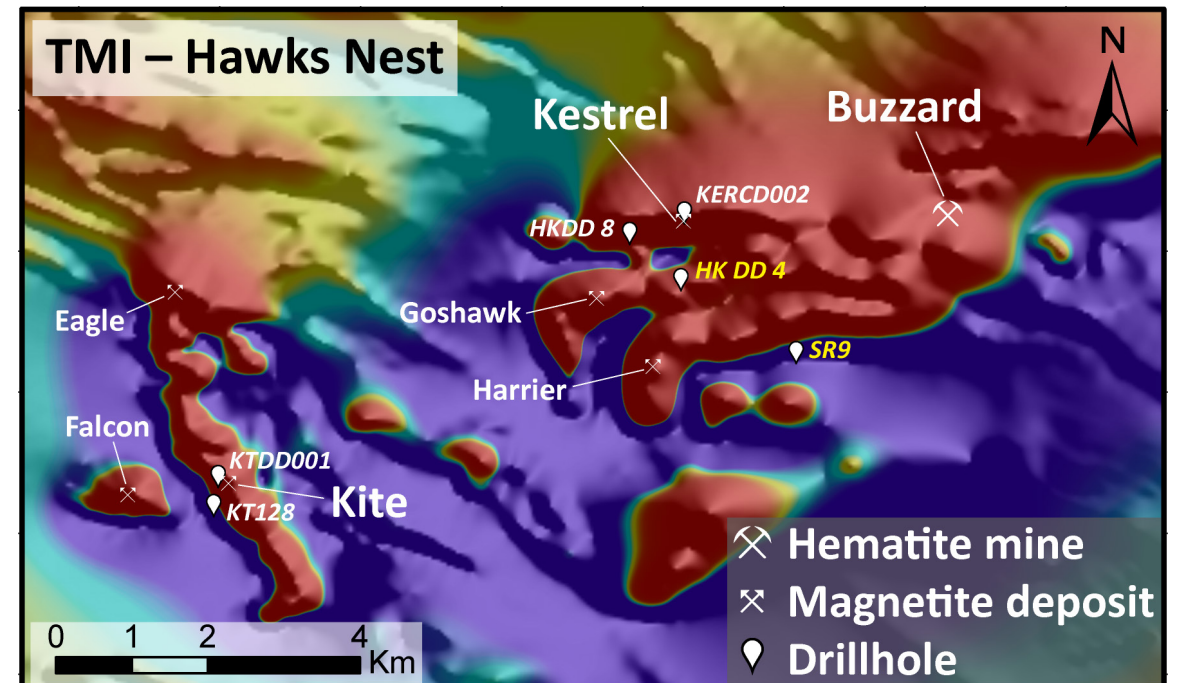 TMI – Hawks Nest
N
Kestrel
Buzzard
KERCD002
HKDD 8
HK DD 4
Eagle
Goshawk
SR9
Harrier
Falcon
KTDD001
Kite
KT128
Hematite mine
Magnetite deposit
Drillhole
0 1 2 4
Km